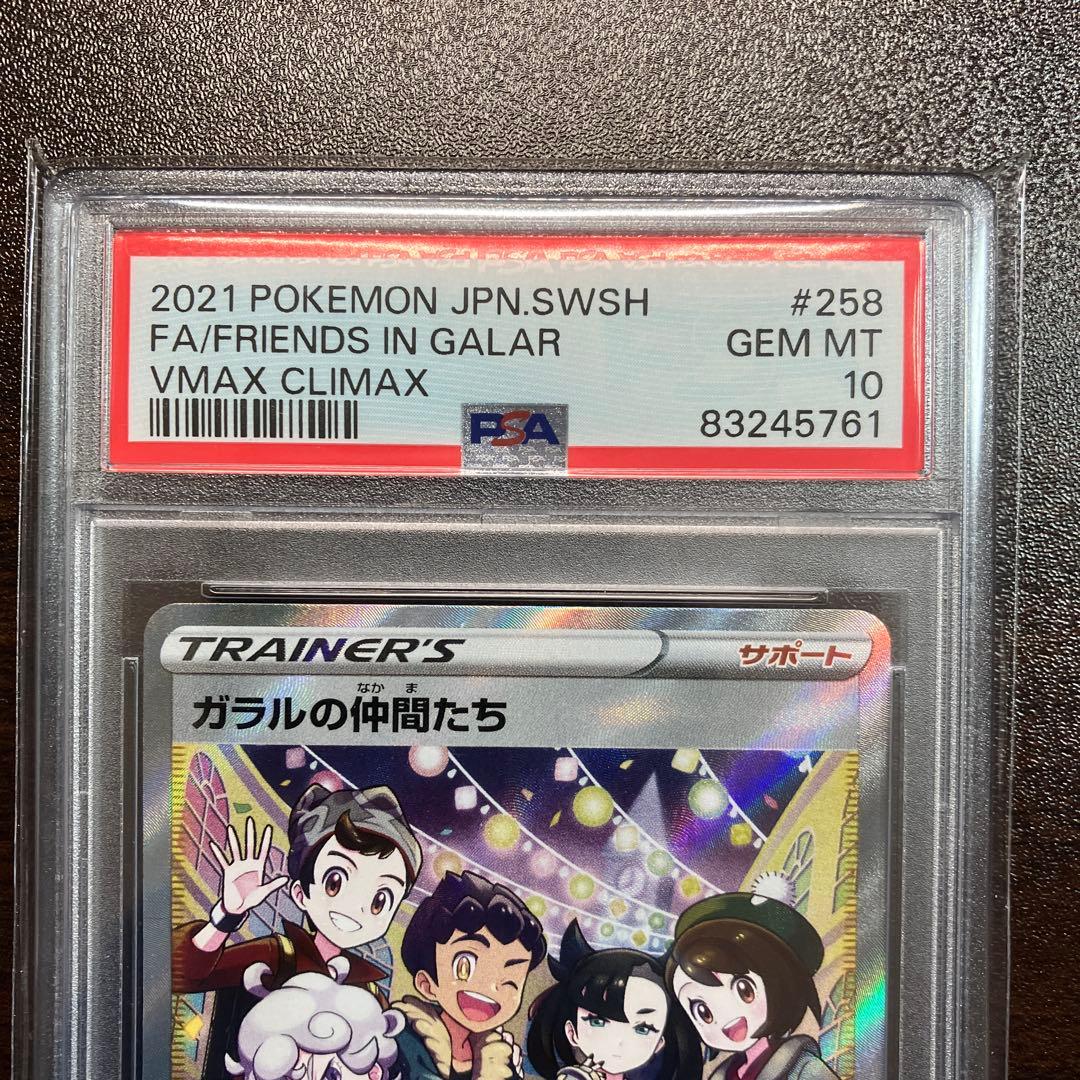 2021 POKEMON JPN.SWSH #258
FA/FRIENDS IN GALAR GEM MT
VMAX CLIMAX 10
PSA 83245761
TRAINER'S サポート
なかま
ガラルの仲間たち